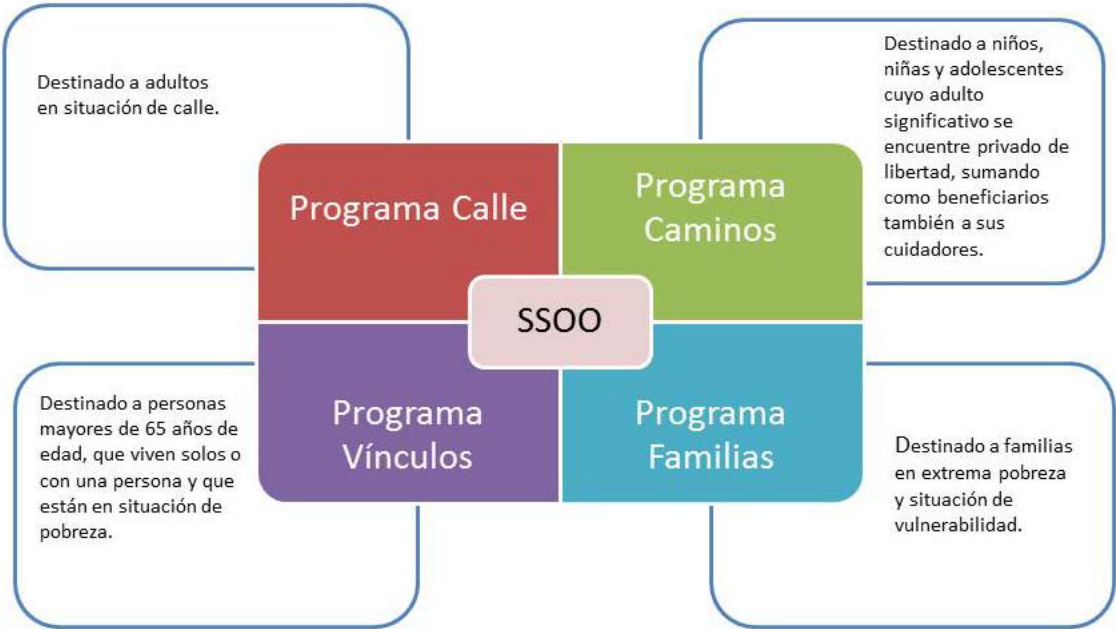 Destinado a adultos
en situación de calle.
Destinado a niños,
niñas y adolescentes
cuyo adulto
significativo se
encuentre privado de
libertad, sumando
como beneficiarios
también a sus
cuidadores.
Programa Calle
Programa
Caminos
SSOO
Programa
Vínculos
Programa
Familias
Destinado a personas
mayores de 65 años de
edad, que viven solos o
con una persona y que
están en situación de
pobreza.
Destinado a familias
en extrema pobreza
y situación de
vulnerabilidad.